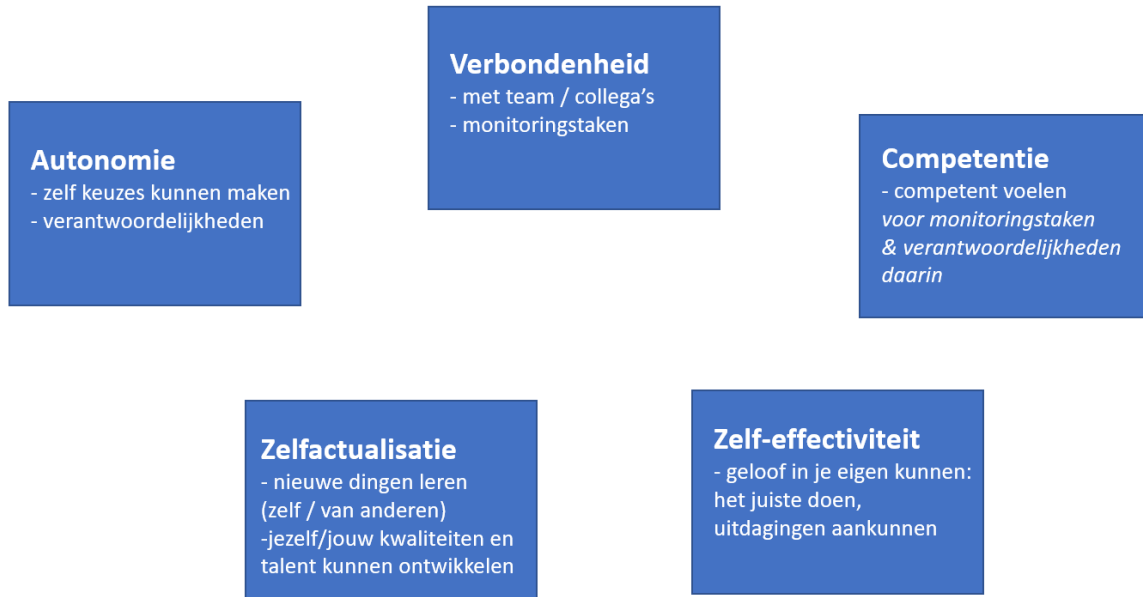 Verbondenheid
- met team / collega's
- monitoringstaken
Autonomie
- zelf keuzes kunnen maken
- verantwoordelijkheden
Competentie
- competent voelen
voor monitoringstaken
& verantwoordelijkheden
daarin
Zelfactualisatie
- nieuwe dingen leren
(zelf / van anderen)
-jezelf/jouw kwaliteiten en
talent kunnen ontwikkelen
Zelf-effectiviteit
- geloof in je eigen kunnen:
het juiste doen,
uitdagingen aankunnen